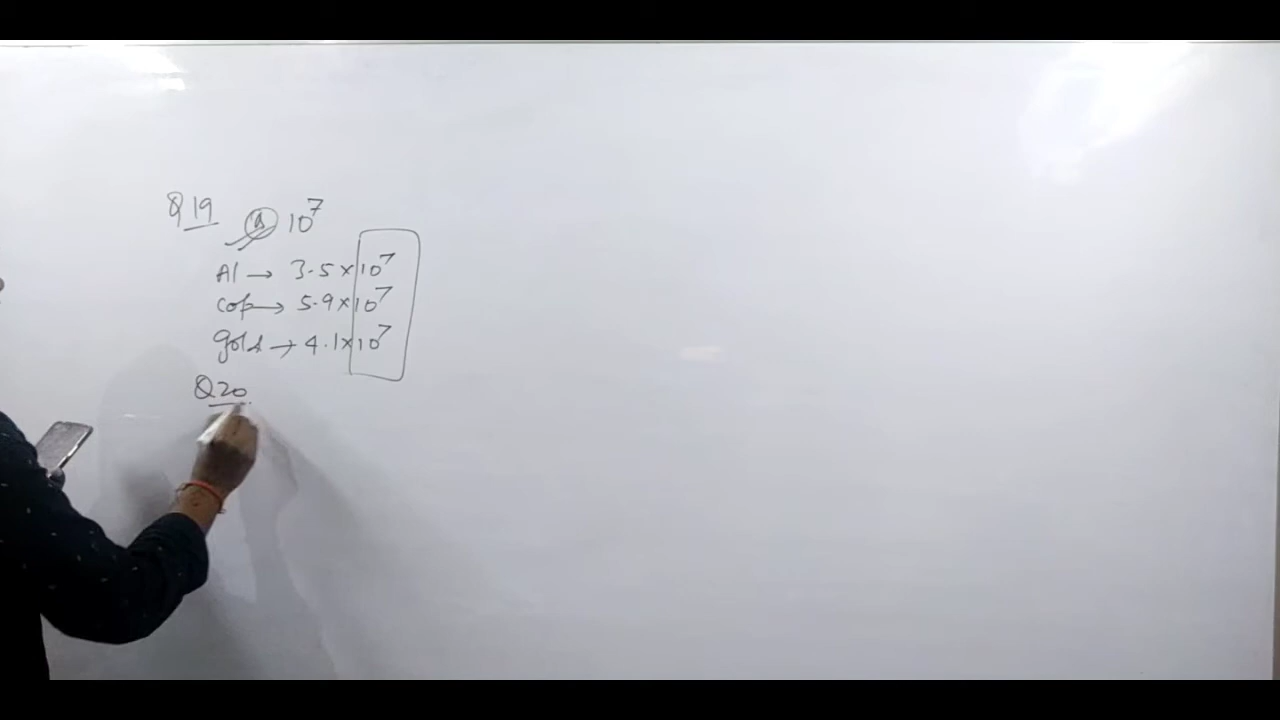 Q19 (a) 10⁷
Al → 3.5×10⁷
cop → 5.9×10⁷
gold → 4.1×10⁷
Q20